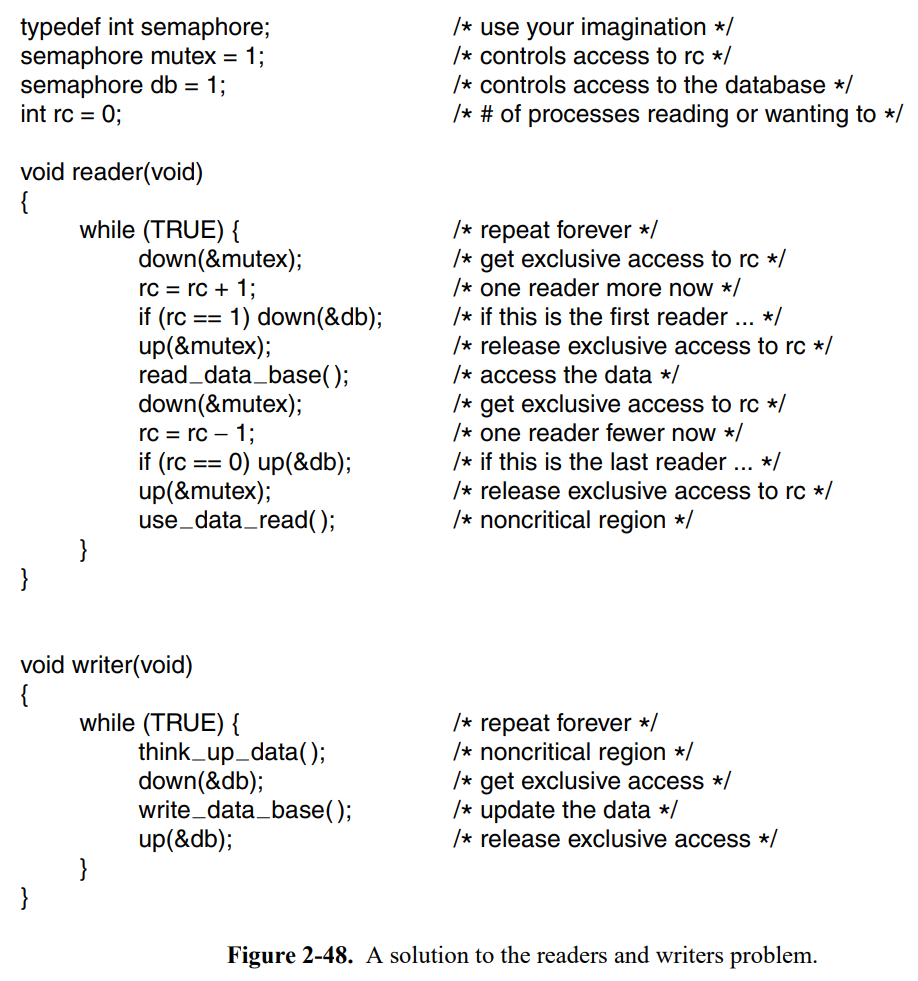 typedef int semaphore; /* use your imagination */
semaphore mutex = 1; /* controls access to rc */
semaphore db = 1; /* controls access to the database */
int rc = 0; /* # of processes reading or wanting to */
void reader(void)
{
while (TRUE) { /* repeat forever */
down(&mutex); /* get exclusive access to rc */
rc = rc + 1; /* one reader more now */
if (rc == 1) down(&db); /* if this is the first reader ... */
up(&mutex); /* release exclusive access to rc */
read_data_base( ); /* access the data */
down(&mutex); /* get exclusive access to rc */
rc = rc − 1; /* one reader fewer now */
if (rc == 0) up(&db); /* if this is the last reader ... */
up(&mutex); /* release exclusive access to rc */
use_data_read( ); /* noncritical region */
}
}
void writer(void)
{
while (TRUE) { /* repeat forever */
think_up_data( ); /* noncritical region */
down(&db); /* get exclusive access */
write_data_base( ); /* update the data */
up(&db); /* release exclusive access */
}
}
Figure 2-48. A solution to the readers and writers problem.